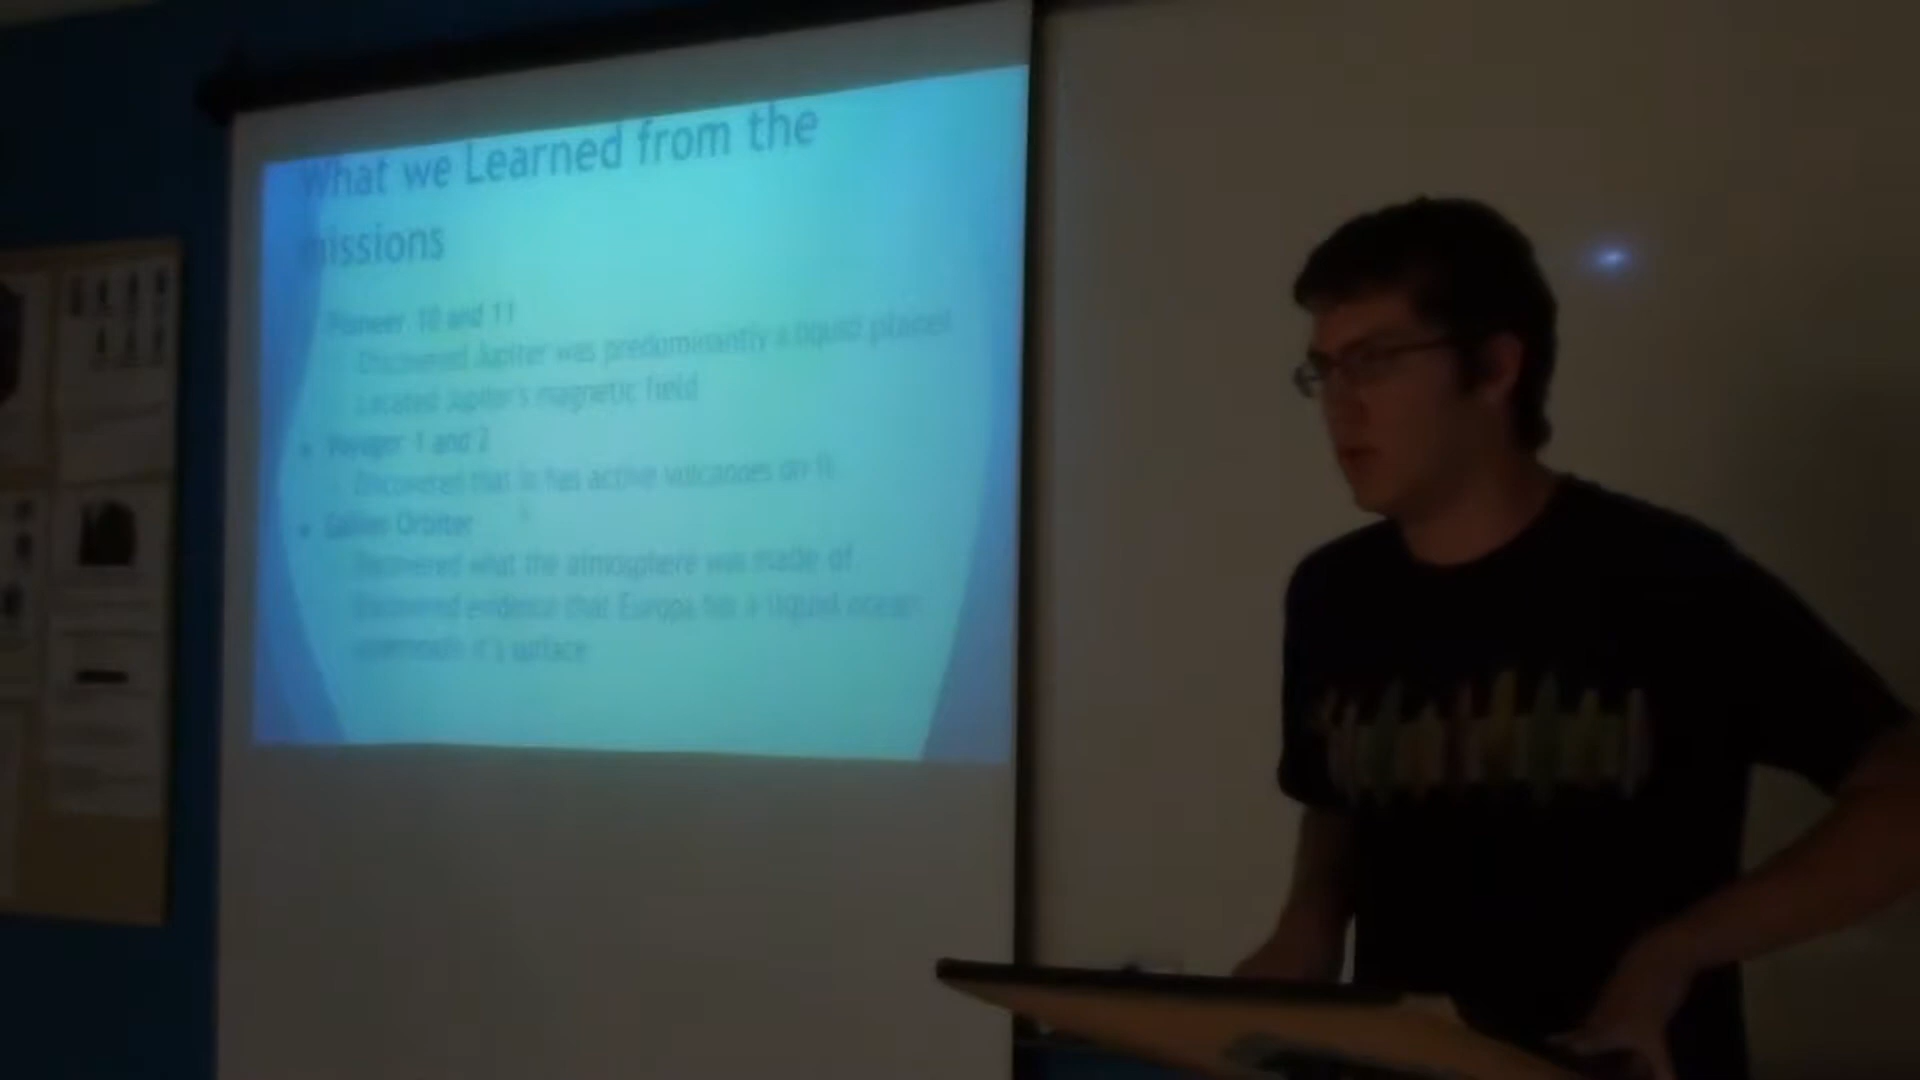 What we Learned from the
missions
Pioneer 10 and 11
Discovered Jupiter was predominantly a liquid planet
Located Jupiter's magnetic field
Voyager 1 and 2
Discovered that Io has active volcanoes on it
Galileo Orbiter
Discovered what the atmosphere was made of
Discovered evidence that Europa has a liquid ocean
underneath it's surface